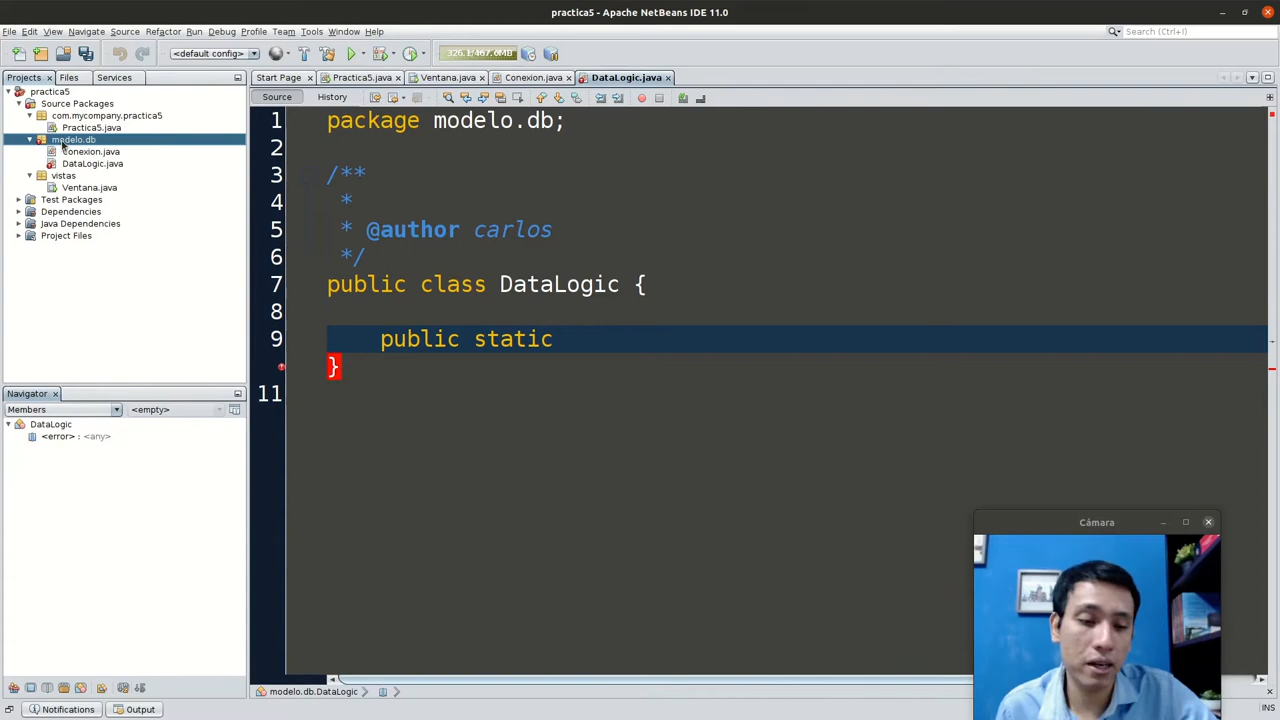 practica5 - Apache NetBeans IDE 11.0
File Edit View Navigate Source Refactor Run Debug Profile Team Tools Window Help
Search (Ctrl+I)
<default config>
326.1/467.0MB
Projects Files Services
Start Page Practica5.java Ventana.java Conexion.java DataLogic.java
Source History
practica5
Source Packages
com.mycompany.practica5
Practica5.java
modelo.db
Conexion.java
DataLogic.java
vistas
Ventana.java
Test Packages
Dependencies
Java Dependencies
Project Files
1 package modelo.db;
2
3 /**
4 *
5 * @author carlos
6 */
7 public class DataLogic {
8
9 public static
}
11
Navigator
Members <empty>
DataLogic
<error> : <any>
Cámara
modelo.db.DataLogic
Notifications Output
INS